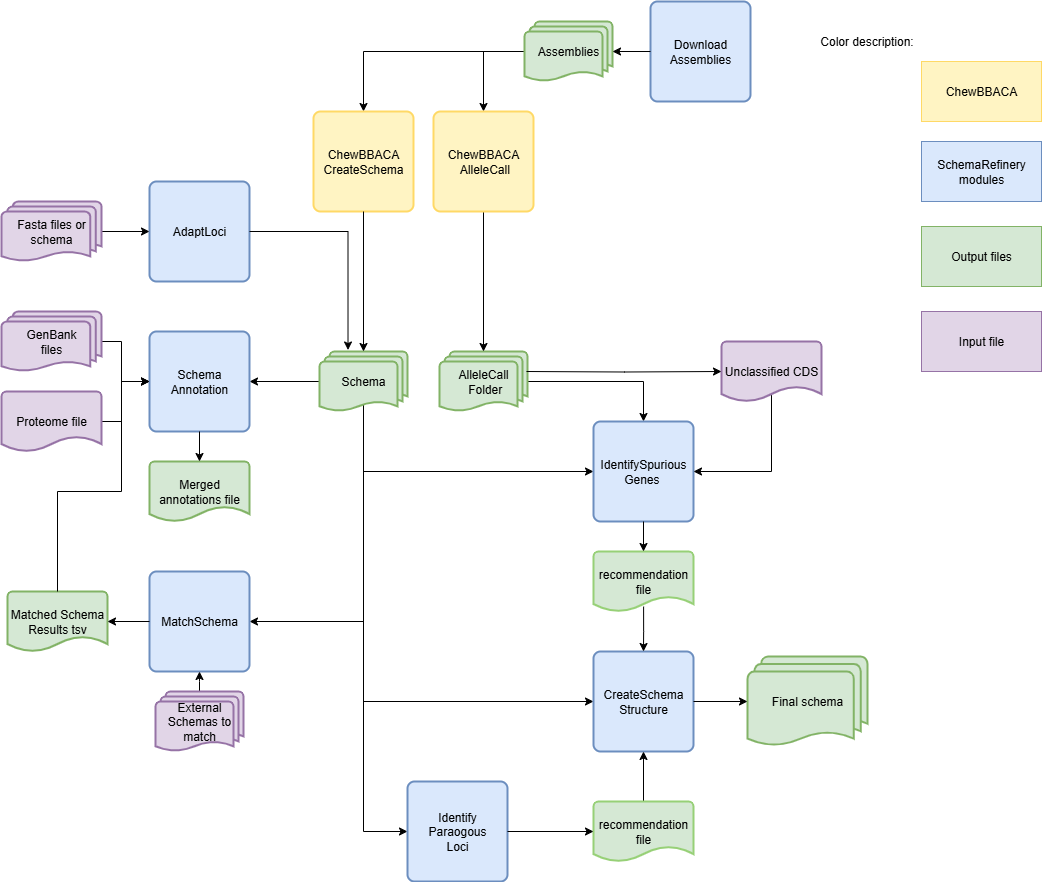 Download
Assemblies
Assemblies
Color description:
ChewBBACA
SchemaRefinery
modules
Output files
Input file
ChewBBACA
CreateSchema
ChewBBACA
AlleleCall
Fasta files or
schema
AdaptLoci
GenBank
files
Proteome file
Schema
Annotation
Schema
AlleleCall
Folder
Unclassified CDS
IdentifySpurious
Genes
Merged
annotations file
recommendation
file
Matched Schema
Results tsv
MatchSchema
External
Schemas to
match
CreateSchema
Structure
Final schema
Identify
Paraogous
Loci
recommendation
file